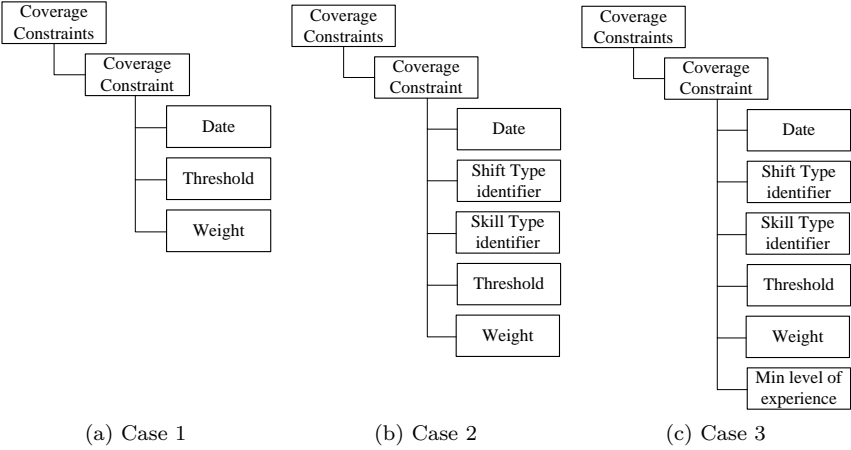 Coverage
Constraints
Coverage
Constraint
Date
Threshold
Weight
(a) Case 1
Coverage
Constraints
Coverage
Constraint
Date
Shift Type
identifier
Skill Type
identifier
Threshold
Weight
(b) Case 2
Coverage
Constraints
Coverage
Constraint
Date
Shift Type
identifier
Skill Type
identifier
Threshold
Weight
Min level of
experience
(c) Case 3